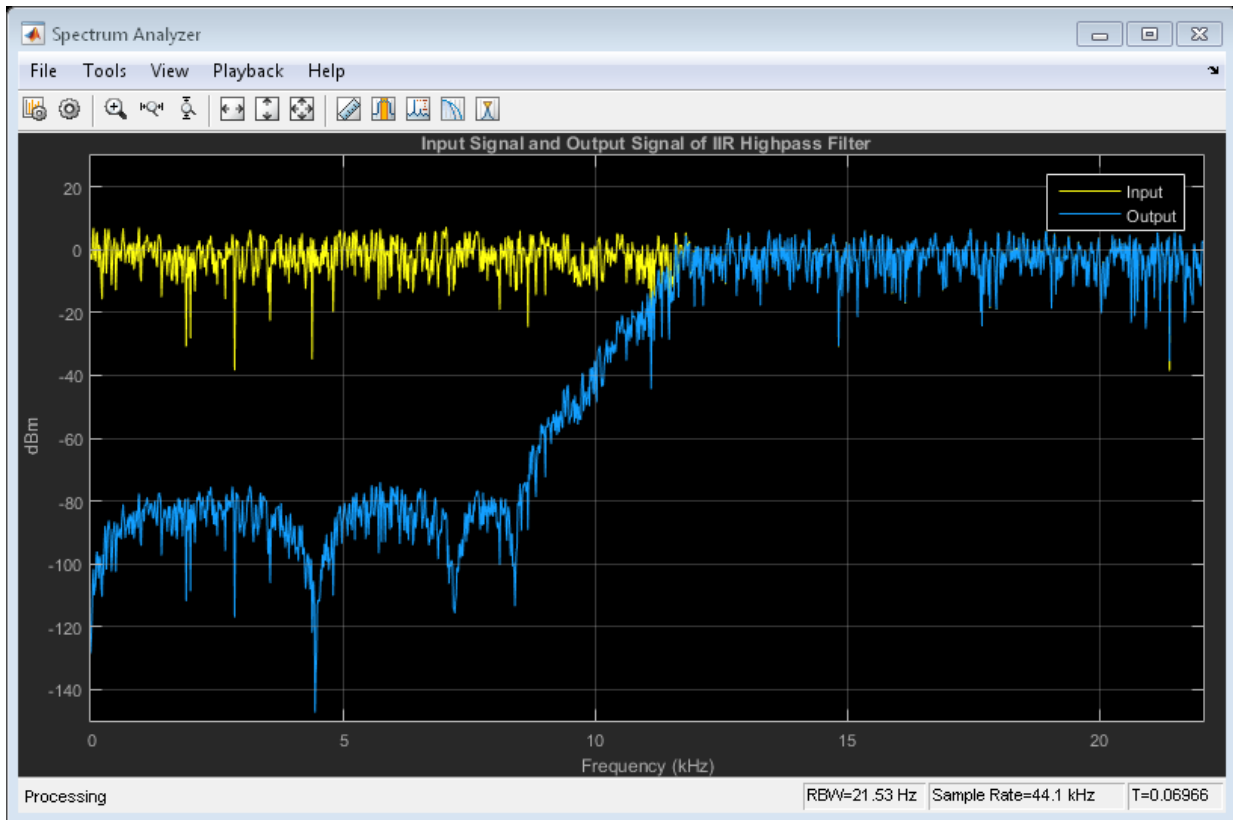 Spectrum Analyzer
File Tools View Playback Help
Input Signal and Output Signal of IIR Highpass Filter
Input
Output
20
0
-20
-40
-60
-80
-100
-120
-140
dBm
0 5 10 15 20
Frequency (kHz)
Processing RBW=21.53 Hz Sample Rate=44.1 kHz T=0.06966